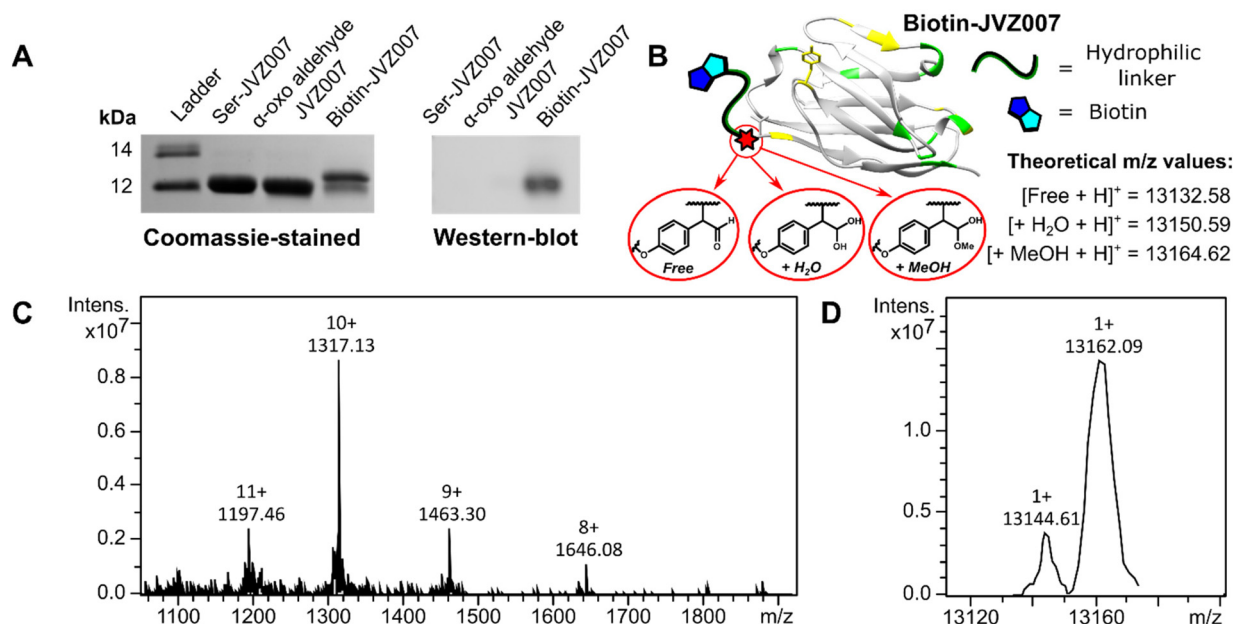 A
Ladder
Ser-JVZ007
α-oxo aldehyde
JVZ007
Biotin-JVZ007
kDa
14
12
Coomassie-stained
Ser-JVZ007
α-oxo aldehyde
JVZ007
Biotin-JVZ007
Western-blot
B
Biotin-JVZ007
= Hydrophilic
linker
= Biotin
Theoretical m/z values:
[Free + H]⁺ = 13132.58
[+ H₂O + H]⁺ = 13150.59
[+ MeOH + H]⁺ = 13164.62
O
H
O
Free
O
OH
OH
+ H₂O
O
OH
OMe
+ MeOH
C
Intens.
x10⁷
0.8
0.6
0.4
0.2
0.0
11+
1197.46
10+
1317.13
9+
1463.30
8+
1646.08
1100 1200 1300 1400 1500 1600 1700 1800 m/z
D
Intens.
x10⁷
1.0
0.5
0.0
1+
13144.61
1+
13162.09
13120 13160 m/z